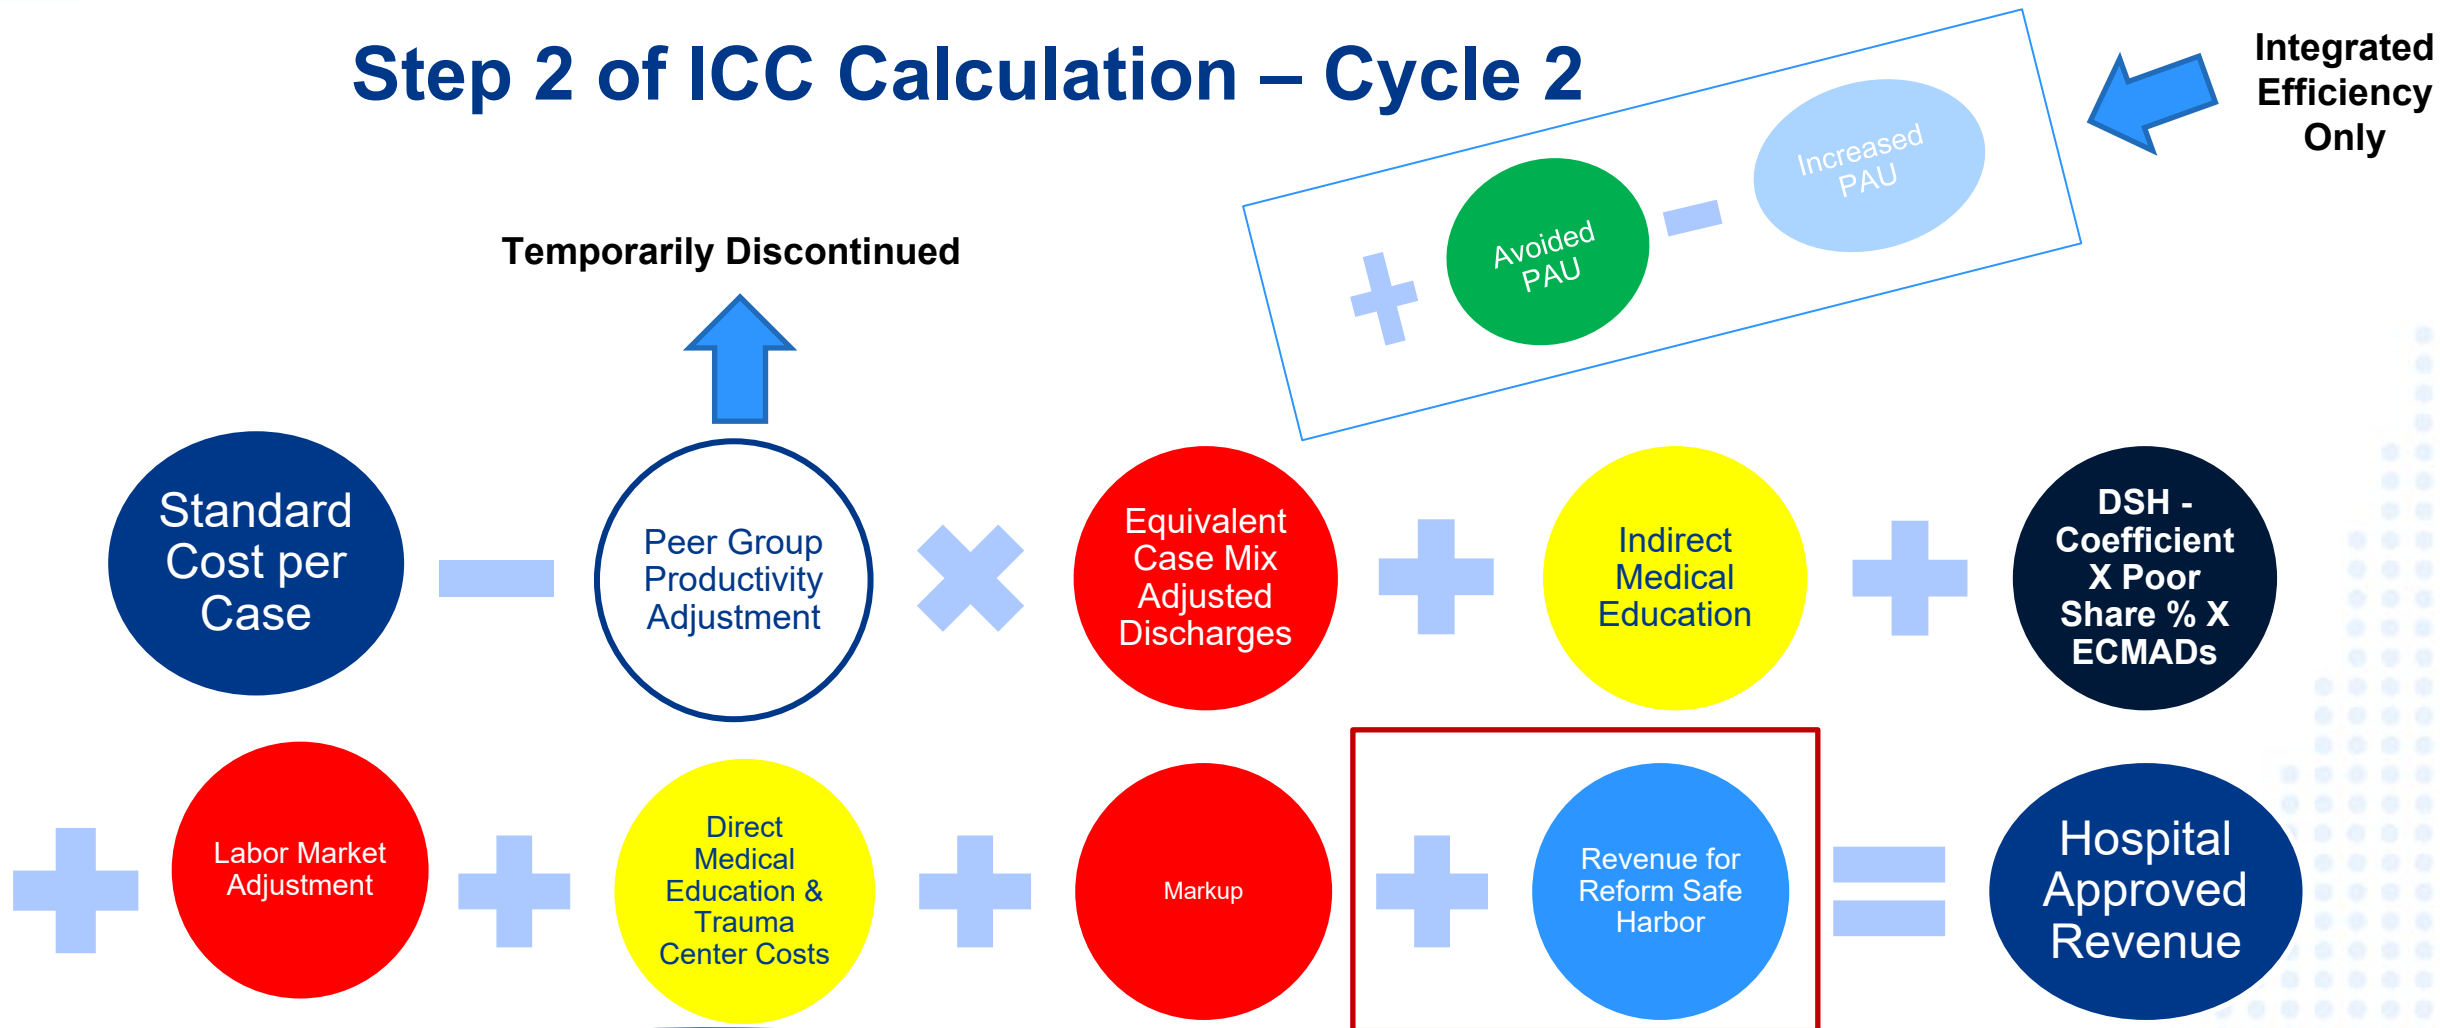 Step 2 of ICC Calculation – Cycle 2
Integrated
Efficiency
Only
Increased
PAU
Avoided
PAU
Temporarily Discontinued
Standard
Cost per
Case
Peer Group
Productivity
Adjustment
Equivalent
Case Mix
Adjusted
Discharges
Indirect
Medical
Education
DSH -
Coefficient
X Poor
Share % X
ECMADs
Labor Market
Adjustment
Direct
Medical
Education &
Trauma
Center Costs
Markup
Revenue for
Reform Safe
Harbor
Hospital
Approved
Revenue